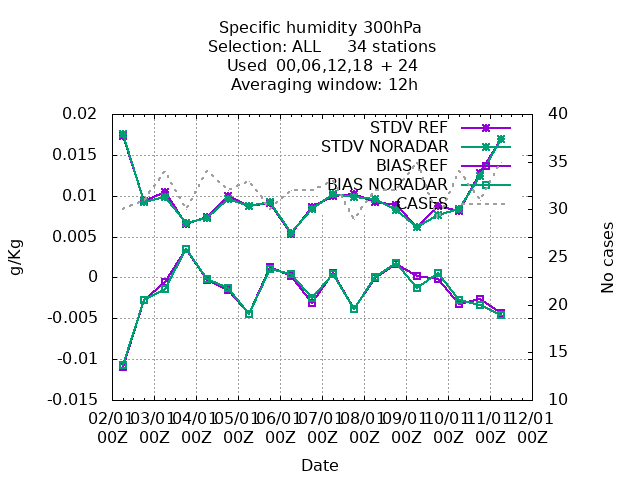 Specific humidity 300hPa
Selection: ALL 34 stations
Used 00,06,12,18 + 24
Averaging window: 12h
STDV REF
STDV NORADAR
BIAS REF
BIAS NORADAR
CASES
0.02
0.015
0.01
0.005
0
-0.005
-0.01
-0.015
g/Kg
40
35
30
25
20
15
10
No cases
02/01 03/01 04/01 05/01 06/01 07/01 08/01 09/01 10/01 11/01 12/01
00Z 00Z 00Z 00Z 00Z 00Z 00Z 00Z 00Z 00Z 00Z
Date